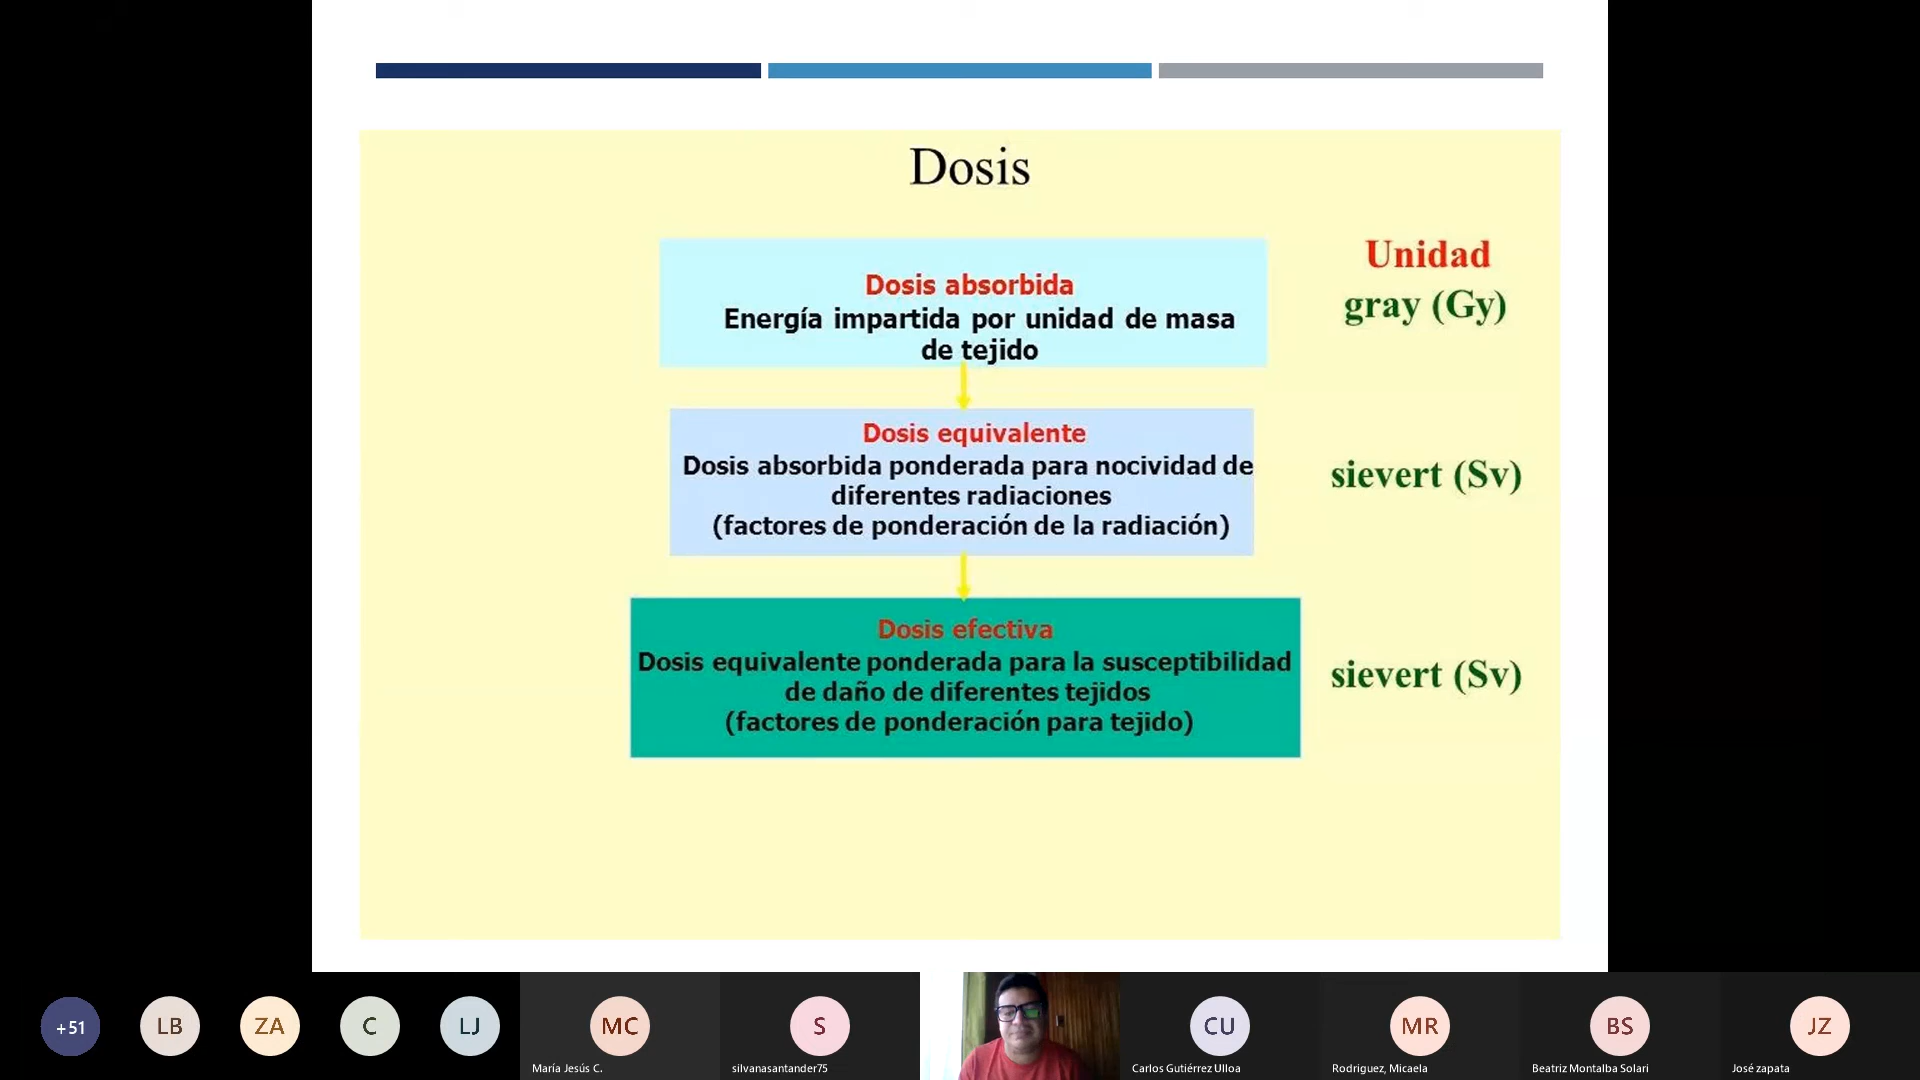 Dosis
Unidad
Dosis absorbida
gray (Gy)
Energía impartida por unidad de masa
de tejido
Dosis equivalente
Dosis absorbida ponderada para nocividad de
diferentes radiaciones
(factores de ponderación de la radiación)
sievert (Sv)
Dosis efectiva
Dosis equivalente ponderada para la susceptibilidad
de daño de diferentes tejidos
(factores de ponderación para tejido)
sievert (Sv)
+51
LB
ZA
C
LJ
MC
María Jesús C.
S
silvanasantander75
CU
Carlos Gutiérrez Ulloa
MR
Rodriguez, Micaela
BS
Beatriz Montalba Solari
JZ
José zapata